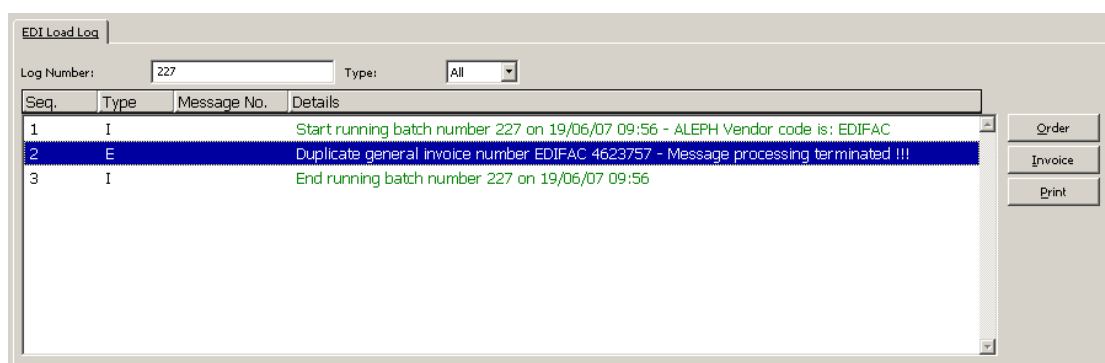 EDI Load Log
Log Number: 227 Type: All
Seq. Type Message No. Details
1 I Start running batch number 227 on 19/06/07 09:56 - ALEPH Vendor code is: EDIFAC
Order
2 E Duplicate general invoice number EDIFAC 4623757 - Message processing terminated !!!
Invoice
3 I End running batch number 227 on 19/06/07 09:56
Print